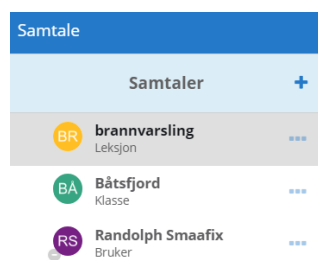 Samtale
Samtaler +
BR brannvarsling
Leksjon
BÅ Båtsfjord
Klasse
RS Randolph Smaafix
Bruker